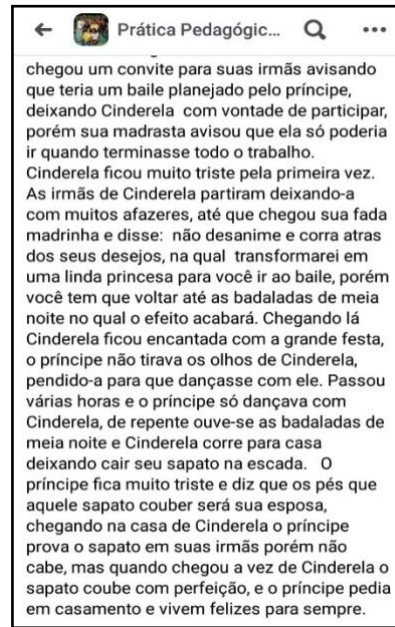 Prática Pedagógic...
chegou um convite para suas irmãs avisando
que teria um baile planejado pelo príncipe,
deixando Cinderela com vontade de participar,
porém sua madrasta avisou que ela só poderia
ir quando terminasse todo o trabalho.
Cinderela ficou muito triste pela primeira vez.
As irmãs de Cinderela partiram deixando-a
com muitos afazeres, até que chegou sua fada
madrinha e disse: não desanime e corra atras
dos seus desejos, na qual transformarei em
uma linda princesa para você ir ao baile, porém
você tem que voltar até as badaladas de meia
noite no qual o efeito acabará. Chegando lá
Cinderela ficou encantada com a grande festa,
o príncipe não tirava os olhos de Cinderela,
pendido-a para que dançasse com ele. Passou
várias horas e o príncipe só dançava com
Cinderela, de repente ouve-se as badaladas de
meia noite e Cinderela corre para casa
deixando cair seu sapato na escada. O
príncipe fica muito triste e diz que os pés que
aquele sapato couber será sua esposa,
chegando na casa de Cinderela o príncipe
prova o sapato em suas irmãs porém não
cabe, mas quando chegou a vez de Cinderela o
sapato coube com perfeição, e o príncipe pedia
em casamento e vivem felizes para sempre.